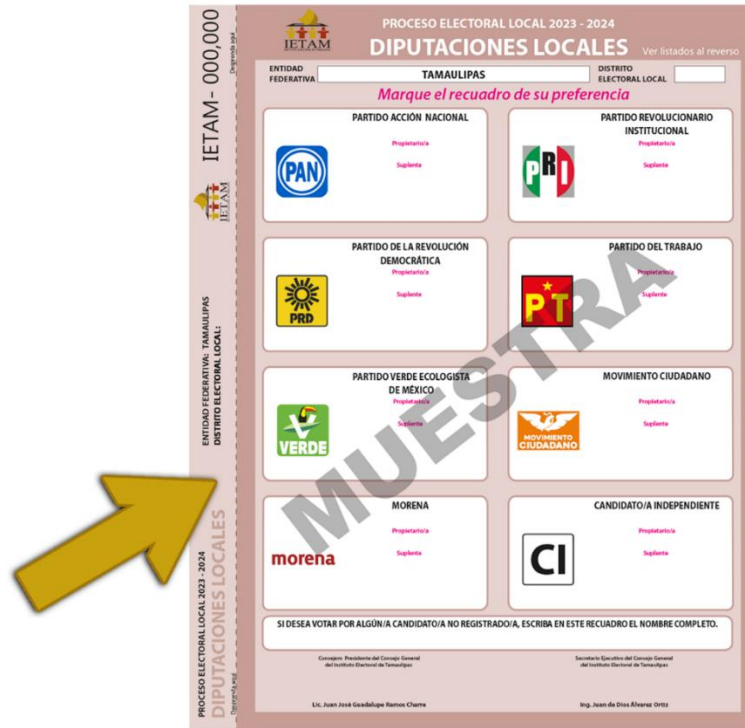 IETAM - 000,000
Desprenda aquí
IETAM
ENTIDAD FEDERATIVA: TAMAULIPAS
DISTRITO ELECTORAL LOCAL:
PROCESO ELECTORAL LOCAL 2023 - 2024
DIPUTACIONES LOCALES
Desprenda aquí
IETAM
PROCESO ELECTORAL LOCAL 2023 - 2024
DIPUTACIONES LOCALES Ver listados al reverso
ENTIDAD FEDERATIVA TAMAULIPAS DISTRITO ELECTORAL LOCAL
Marque el recuadro de su preferencia
PARTIDO ACCIÓN NACIONAL
Propietario/a
Suplente
PAN
PARTIDO REVOLUCIONARIO
INSTITUCIONAL
Propietario/a
Suplente
PRI
PARTIDO DE LA REVOLUCIÓN
DEMOCRÁTICA
Propietario/a
Suplente
PRD
PARTIDO DEL TRABAJO
Propietario/a
Suplente
PT
PARTIDO VERDE ECOLOGISTA
DE MÉXICO
Propietario/a
Suplente
VERDE
MOVIMIENTO CIUDADANO
Propietario/a
Suplente
MOVIMIENTO
CIUDADANO
MORENA
Propietario/a
Suplente
morena
CANDIDATO/A INDEPENDIENTE
Propietario/a
Suplente
CI
MUESTRA
SI DESEA VOTAR POR ALGÚN/A CANDIDATO/A NO REGISTRADO/A, ESCRIBA EN ESTE RECUADRO EL NOMBRE COMPLETO.
Consejero Presidente del Consejo General
del Instituto Electoral de Tamaulipas
Lic. Juan José Guadalupe Ramos Charre
Secretario Ejecutivo del Consejo General
del Instituto Electoral de Tamaulipas
Ing. Juan de Dios Álvarez Ortiz